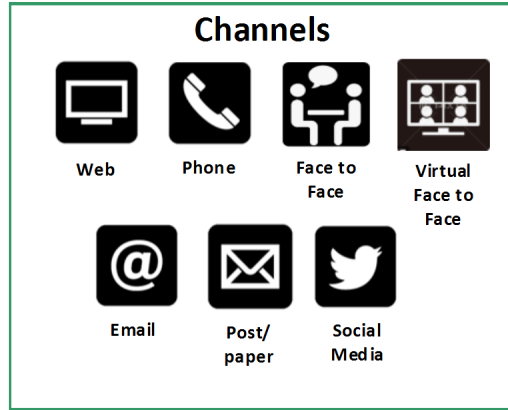 Channels
Web
Phone
Face to
Face
Virtual
Face to
Face
@
Email
Post/
paper
Social
Media